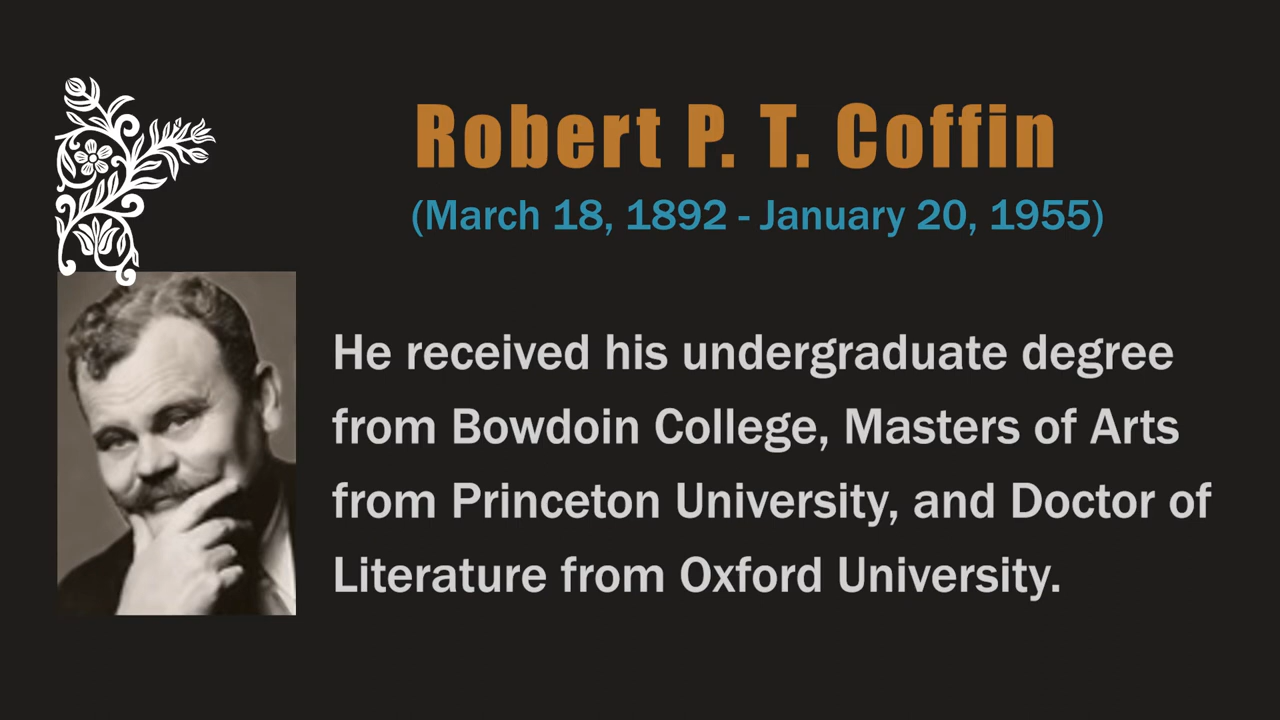 Robert P. T. Coffin
(March 18, 1892 - January 20, 1955)
He received his undergraduate degree
from Bowdoin College, Masters of Arts
from Princeton University, and Doctor of
Literature from Oxford University.